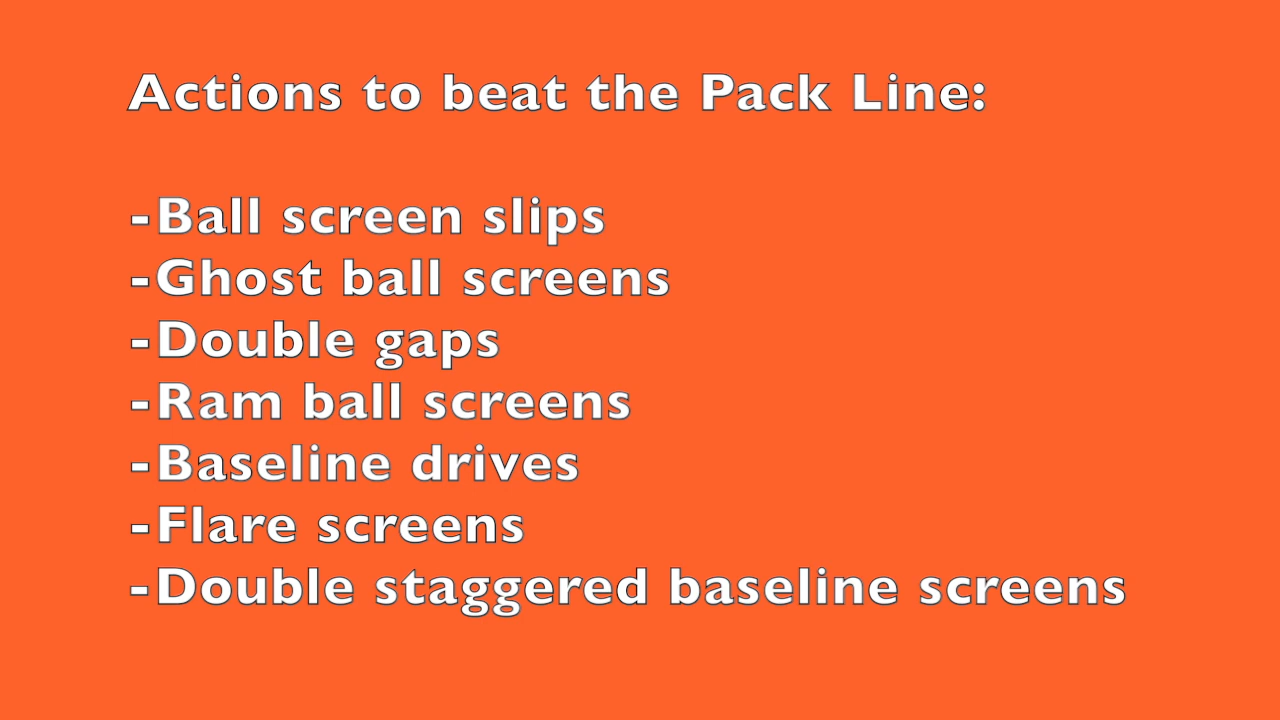 Actions to beat the Pack Line:
-Ball screen slips
-Ghost ball screens
-Double gaps
-Ram ball screens
-Baseline drives
-Flare screens
-Double staggered baseline screens